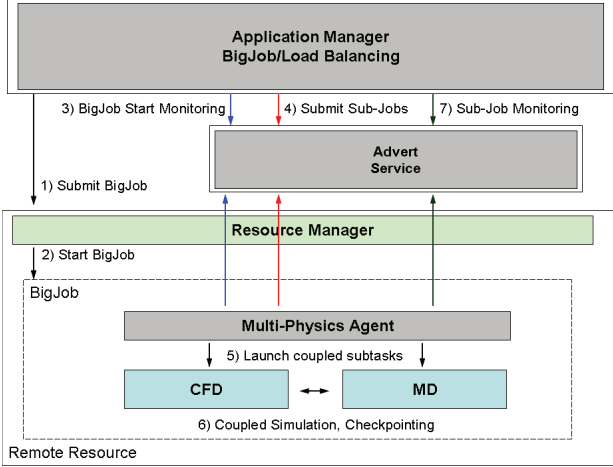 Application Manager
BigJob/Load Balancing
3) BigJob Start Monitoring
4) Submit Sub-Jobs
7) Sub-Job Monitoring
Advert
Service
1) Submit BigJob
Resource Manager
2) Start BigJob
BigJob
Multi-Physics Agent
5) Launch coupled subtasks
CFD
MD
6) Coupled Simulation, Checkpointing
Remote Resource